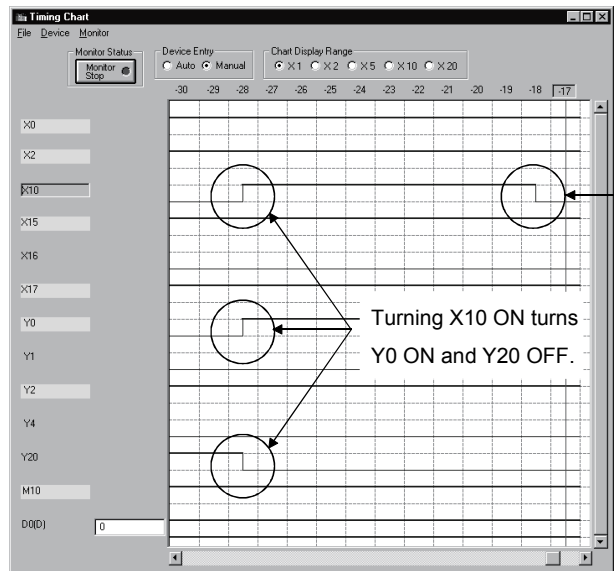 Timing Chart
File Device Monitor
Monitor Status
Monitor
Stop
Device Entry
Auto Manual
Chart Display Range
X1 X2 X5 X10 X20
-30 -29 -28 -27 -26 -25 -24 -23 -22 -21 -20 -19 -18 -17
X0
X2
X10
X15
X16
X17
Y0
Turning X10 ON turns
Y0 ON and Y20 OFF.
Y1
Y2
Y4
Y20
M10
D0(D) 0